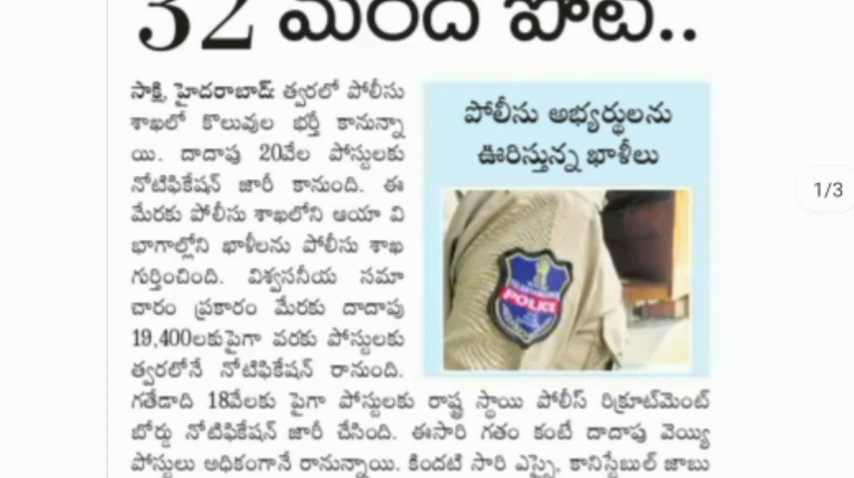 32 మంది పోటీ..
సాక్షి, హైదరాబాద్: త్వరలో పోలీసు
శాఖలో కొలువుల భర్తీ కానున్నా
యి. దాదాపు 20వేల పోస్టులకు
నోటిఫికేషన్ జారీ కానుంది. ఈ
మేరకు పోలీసు శాఖలోని ఆయా వి
భాగాల్లోని ఖాళీలను పోలీసు శాఖ
గుర్తించింది. విశ్వసనీయ సమా
చారం ప్రకారం మేరకు దాదాపు
19,400లకుపైగా వరకు పోస్టులకు
త్వరలోనే నోటిఫికేషన్ రానుంది.
పోలీసు అభ్యర్థులను
ఊరిస్తున్న ఖాళీలు
POLICE
గతేడాది 18వేలకు పైగా పోస్టులకు రాష్ట్ర స్థాయి పోలీస్ రిక్రూట్‌మెంట్
బోర్డు నోటిఫికేషన్ జారీ చేసింది. ఈసారి గతం కంటే దాదాపు వెయ్యి
పోస్టులు అధికంగానే రానున్నాయి. కిందటి సారి ఎస్సై, కానిస్టేబుల్ జాబు
1/3